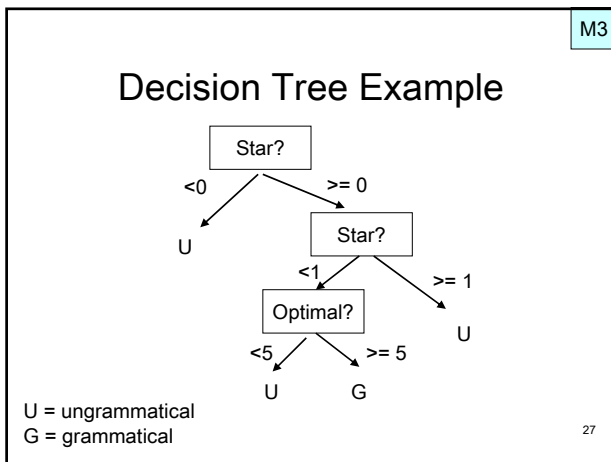 M3
Decision Tree Example
Star?
<0
>= 0
U
Star?
<1
>= 1
Optimal?
U
<5
>= 5
U
G
U = ungrammatical
G = grammatical
27